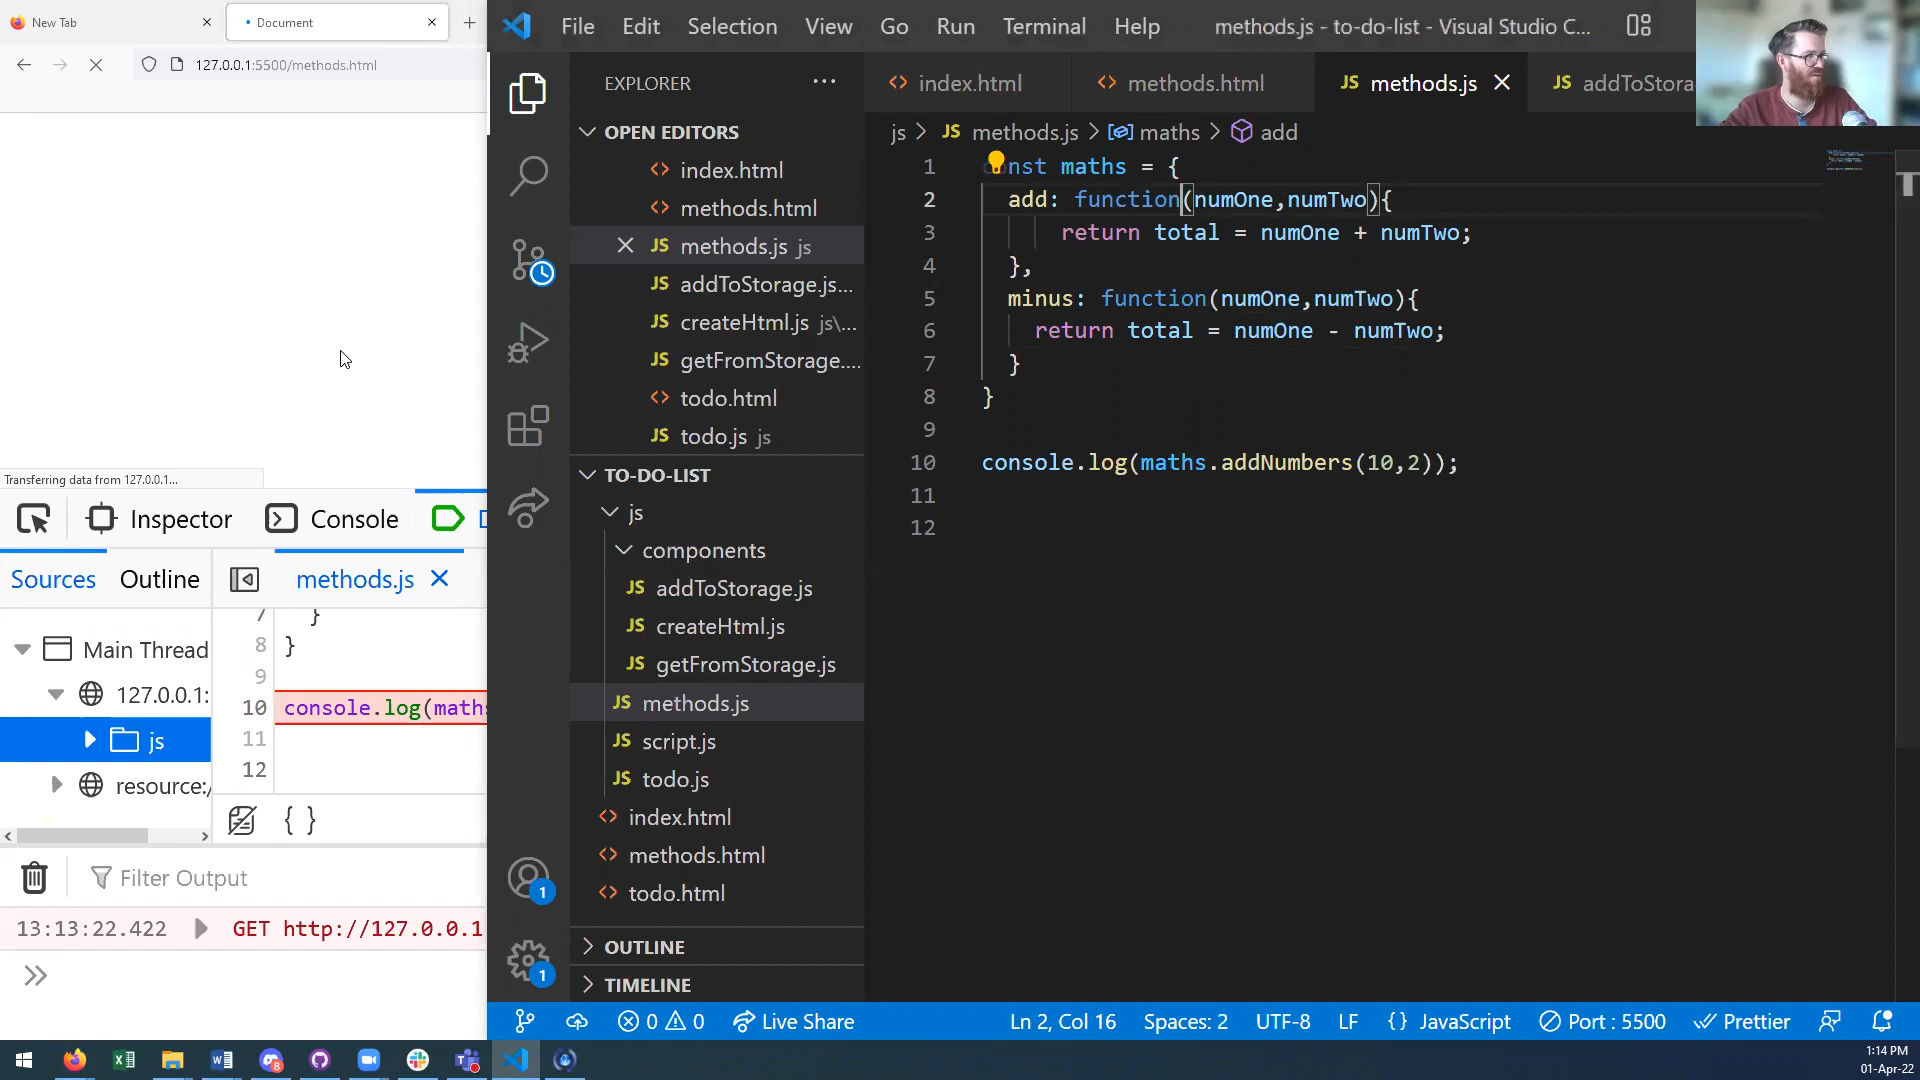 New Tab
Document
127.0.0.1:5500/methods.html
Transferring data from 127.0.0.1...
Inspector
Console
Sources
Outline
methods.js
Main Thread
127.0.0.1:
js
resource:/
7 }
8 }
9
10 console.log(maths
11
12
Filter Output
13:13:22.422 GET http://127.0.0.1
File Edit Selection View Go Run Terminal Help
methods.js - to-do-list - Visual Studio C...
EXPLORER
OPEN EDITORS
index.html
methods.html
methods.js js
addToStorage.js...
createHtml.js js\...
getFromStorage....
todo.html
todo.js js
TO-DO-LIST
js
components
addToStorage.js
createHtml.js
getFromStorage.js
methods.js
script.js
todo.js
index.html
methods.html
todo.html
OUTLINE
TIMELINE
index.html
methods.html
JS methods.js
JS addToStora
js > JS methods.js > maths > add
1 nst maths = {
2 add: function(numOne,numTwo){
3 return total = numOne + numTwo;
4 },
5 minus: function(numOne,numTwo){
6 return total = numOne - numTwo;
7 }
8 }
9
10 console.log(maths.addNumbers(10,2));
11
12
0 0 Live Share Ln 2, Col 16 Spaces: 2 UTF-8 LF { } JavaScript Port : 5500 Prettier
1:14 PM
01-Apr-22